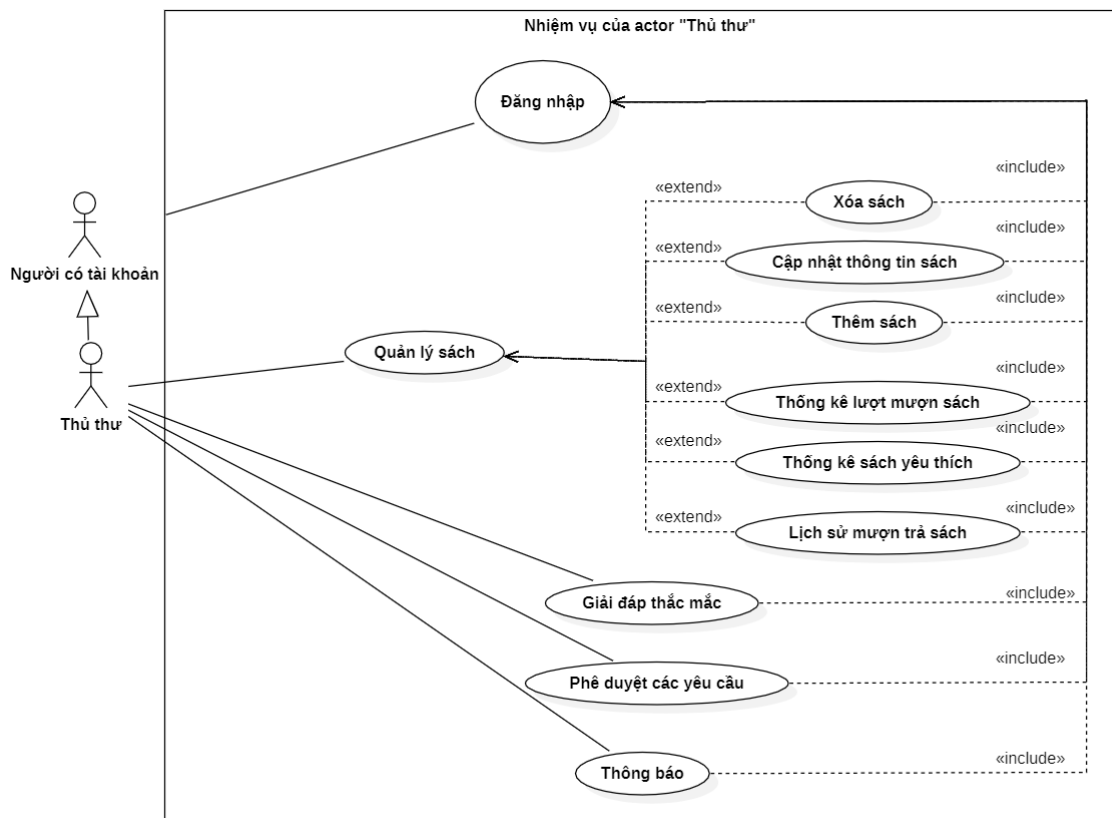 Nhiệm vụ của actor "Thủ thư"
Đăng nhập
«include»
«extend»
Xóa sách
«include»
«extend»
Cập nhật thông tin sách
Người có tài khoản
«include»
«extend»
Thêm sách
Quản lý sách
«include»
«extend»
Thống kê lượt mượn sách
Thủ thư
«include»
«extend»
Thống kê sách yêu thích
«include»
«extend»
Lịch sử mượn trả sách
«include»
Giải đáp thắc mắc
«include»
Phê duyệt các yêu cầu
«include»
Thông báo